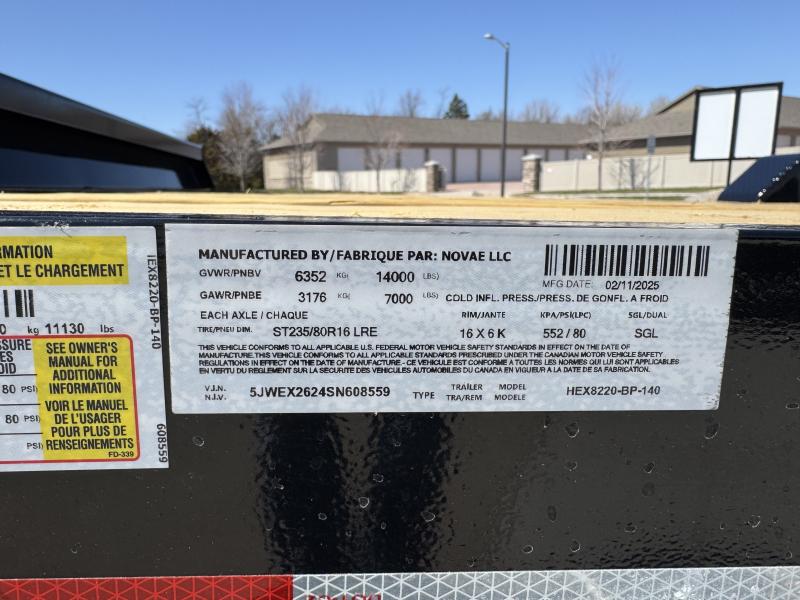 RMATION
ET LE CHARGEMENT
0 kg 11130 lbs
SSURE
ES
OID
80 PSI
80 PSI
PSI
SEE OWNER'S
MANUAL FOR
ADDITIONAL
INFORMATION
VOIR LE MANUEL
DE L'USAGER
POUR PLUS DE
RENSEIGNEMENTS
FD-339
IEX8220-BP-140
608559
MANUFACTURED BY/FABRIQUE PAR: NOVAE LLC
GVWR/PNBV 6352 KG( 14000 LBS)
MFG DATE: 02/11/2025
GAWR/PNBE 3176 KG( 7000 LBS) COLD INFL. PRESS/PRESS. DE GONFL. A FROID
EACH AXLE / CHAQUE RIM/JANTE KPA/PSI(LPC) SGL/DUAL
TIRE/PNEU DIM. ST235/80R16 LRE 16 X 6 K 552 / 80 SGL
THIS VEHICLE CONFORMS TO ALL APPLICABLE U.S. FEDERAL MOTOR VEHICLE SAFETY STANDARDS IN EFFECT ON THE DATE OF
MANUFACTURE. THIS VEHICLE CONFORMS TO ALL APPLICABLE STANDARDS PRESCRIBED UNDER THE CANADIAN MOTOR VEHICLE SAFETY
REGULATIONS IN EFFECT ON THE DATE OF MANUFACTURE - CE VEHICULE EST CONFORME A TOUTES LES NORMES QUI LUI SONT APPLICABLES
EN VERTU DU REGLEMENT SUR LA SECURITE DES VEHICULES AUTOMOBILES DU CANADA EN VIGUEUR A LA DATE DE SA FABRICATION.
V.I.N. 5JWEX2624SN608559 TYPE TRAILER MODEL HEX8220-BP-140
N.I.V. TRA/REM MODELE